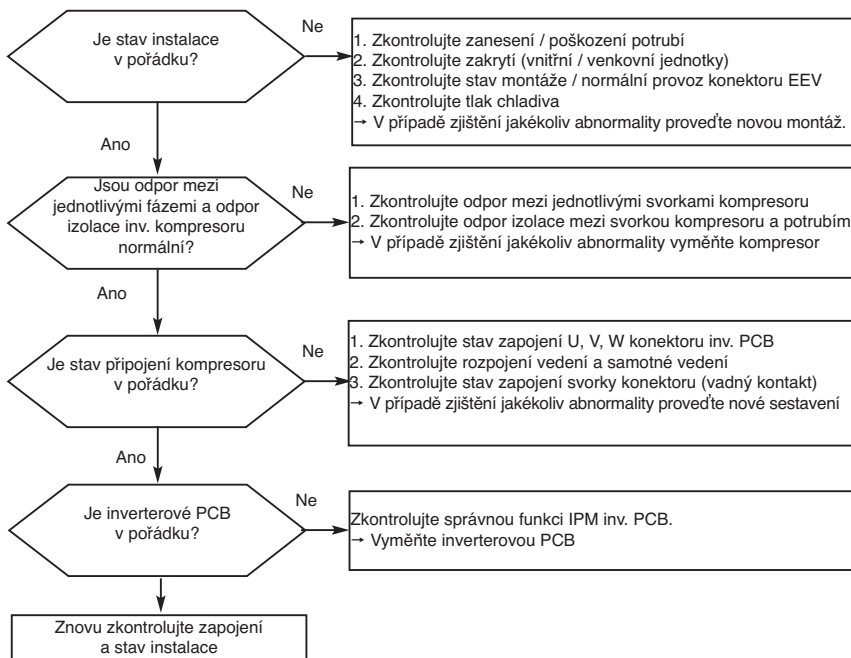 Je stav instalace
v pořádku?
Ne
1. Zkontrolujte zanesení / poškození potrubí
2. Zkontrolujte zakrytí (vnitřní / venkovní jednotky)
3. Zkontrolujte stav montáže / normální provoz konektoru EEV
4. Zkontrolujte tlak chladiva
→ V případě zjištění jakékoliv abnormality proveďte novou montáž.
Ano
Jsou odpor mezi
jednotlivými fázemi a odpor
izolace inv. kompresoru
normální?
Ne
1. Zkontrolujte odpor mezi jednotlivými svorkami kompresoru
2. Zkontrolujte odpor izolace mezi svorkou kompresoru a potrubím
→ V případě zjištění jakékoliv abnormality vyměňte kompresor
Ano
Je stav připojení kompresoru
v pořádku?
Ne
1. Zkontrolujte stav zapojení U, V, W konektoru inv. PCB
2. Zkontrolujte rozpojení vedení a samotné vedení
3. Zkontrolujte stav zapojení svorky konektoru (vadný kontakt)
→ V případě zjištění jakékoliv abnormality proveďte nové sestavení
Ano
Je inverterové PCB
v pořádku?
Ne
Zkontrolujte správnou funkci IPM inv. PCB.
→ Vyměňte inverterovou PCB
Znovu zkontrolujte zapojení
a stav instalace